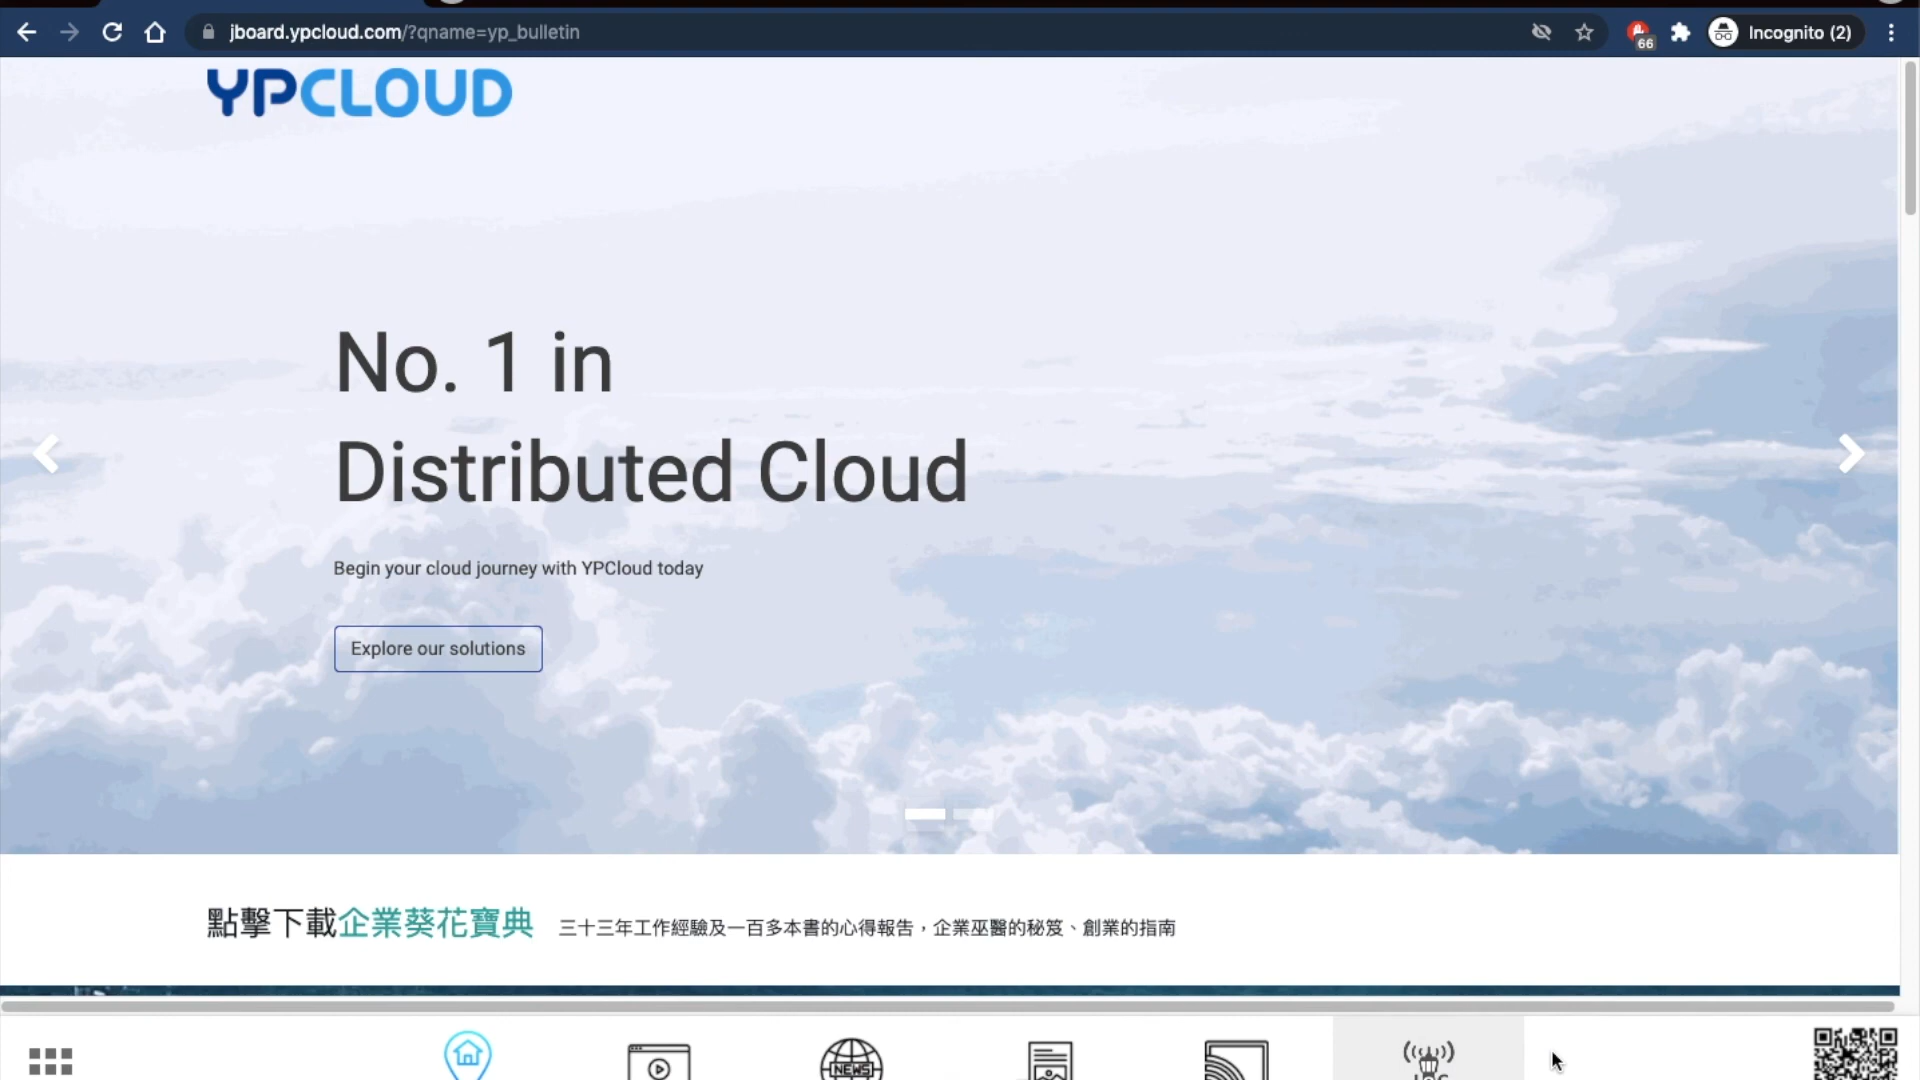 jboard.ypcloud.com/?qname=yp_bulletin
66
Incognito (2)
YPCLOUD
No. 1 in
Distributed Cloud
Begin your cloud journey with YPCloud today
Explore our solutions
點擊下載企業葵花寶典 三十三年工作經驗及一百多本書的心得報告，企業巫醫的秘笈、創業的指南
NEWS